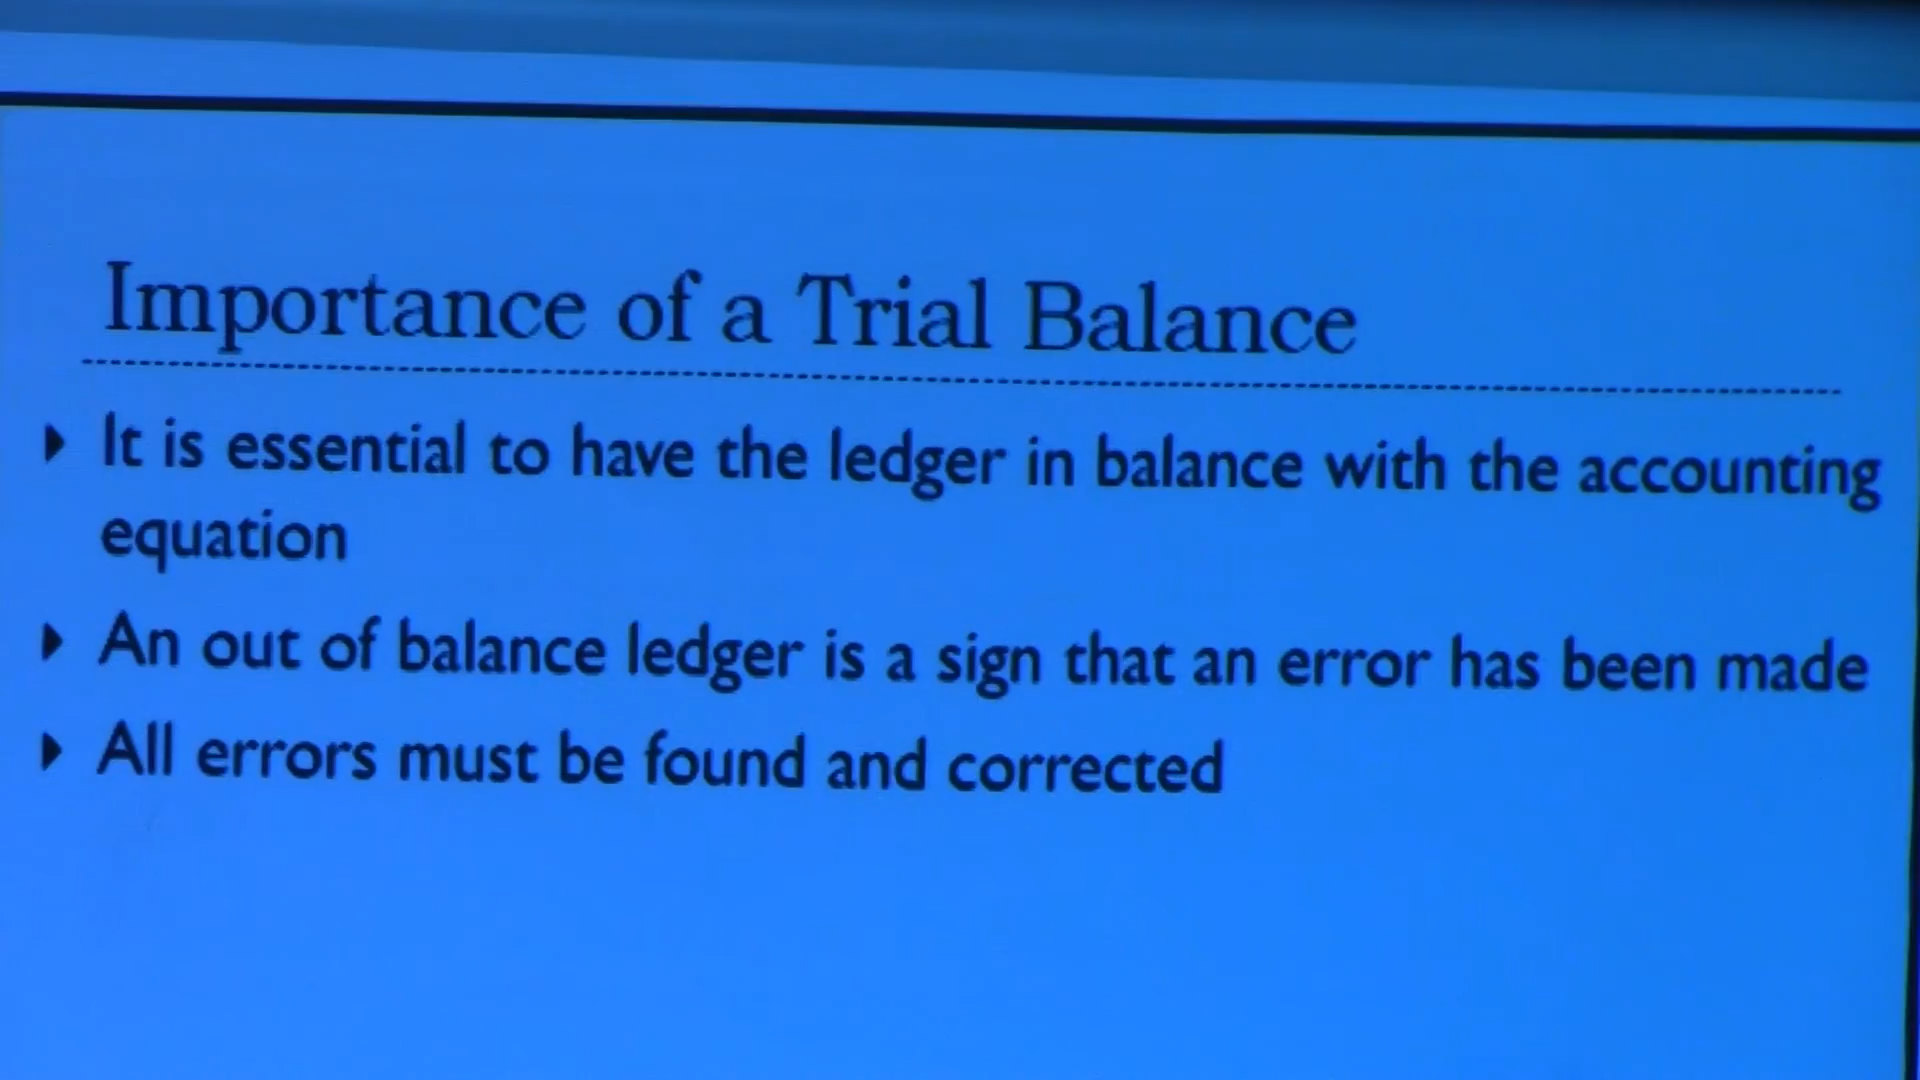 Importance of a Trial Balance
It is essential to have the ledger in balance with the accounting
equation
An out of balance ledger is a sign that an error has been made
All errors must be found and corrected